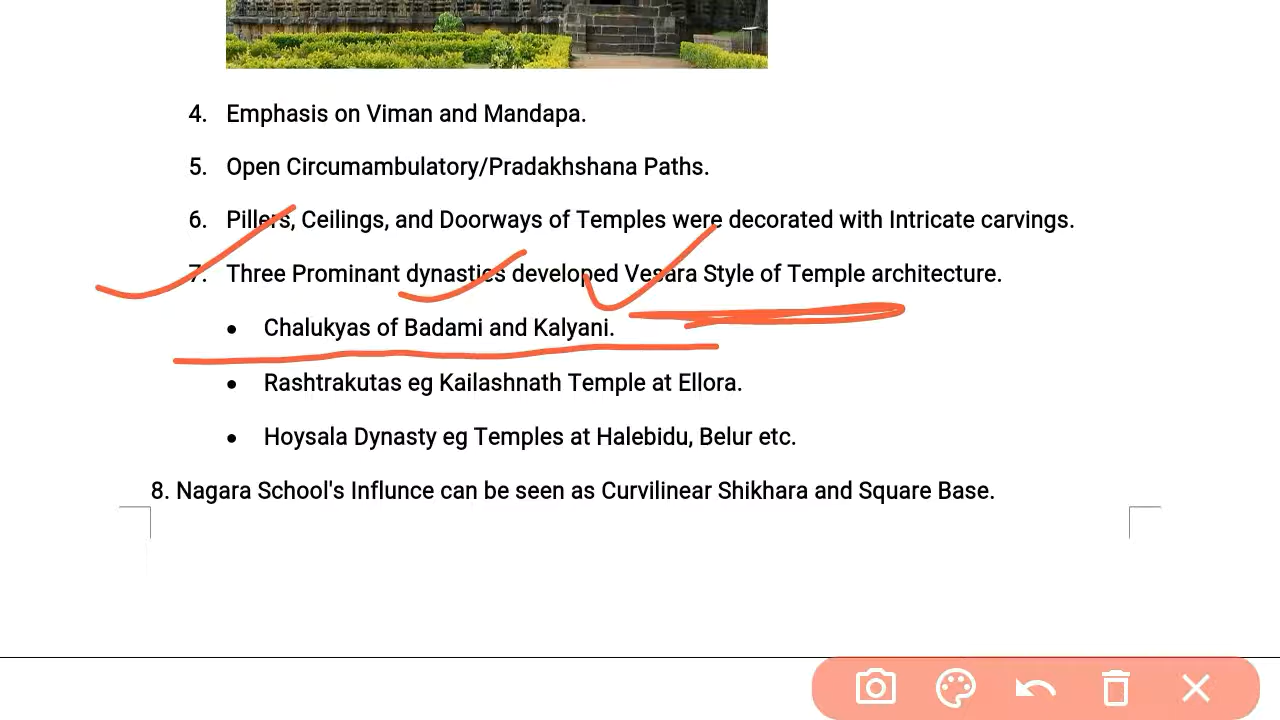 4. Emphasis on Viman and Mandapa.
5. Open Circumambulatory/Pradakhshana Paths.
6. Pillers, Ceilings, and Doorways of Temples were decorated with Intricate carvings.
7. Three Prominant dynasties developed Vesara Style of Temple architecture.
• Chalukyas of Badami and Kalyani.
• Rashtrakutas eg Kailashnath Temple at Ellora.
• Hoysala Dynasty eg Temples at Halebidu, Belur etc.
8. Nagara School's Influnce can be seen as Curvilinear Shikhara and Square Base.